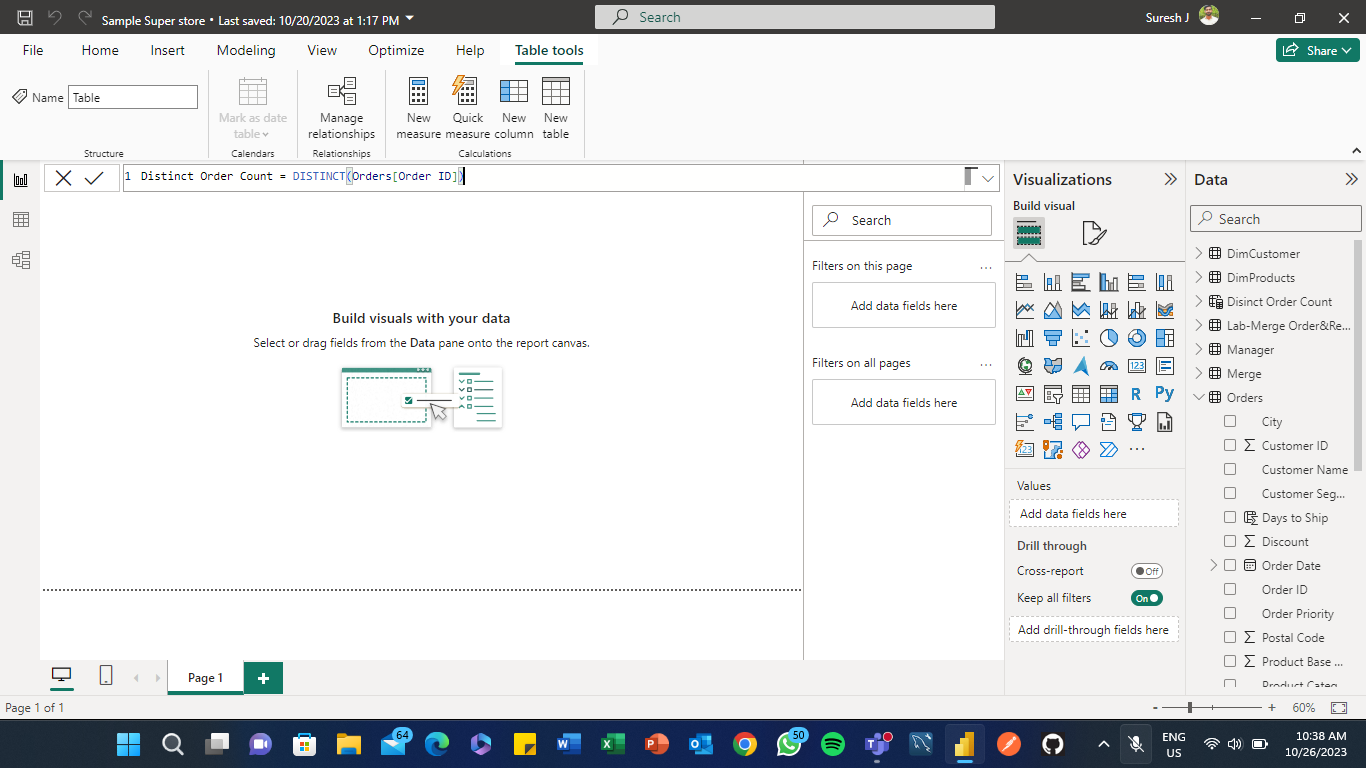 Sample Super store • Last saved: 10/20/2023 at 1:17 PM
Search
Suresh J
File
Home
Insert
Modeling
View
Optimize
Help
Table tools
Share
Name
Table
Mark as date
table
Manage
relationships
New
measure
Quick
measure
New
column
New
table
Structure
Calendars
Relationships
Calculations
1 Distinct Order Count = DISTINCT(Orders[Order ID])
Build visuals with your data
Select or drag fields from the Data pane onto the report canvas.
Search
Filters on this page
...
Add data fields here
Filters on all pages
...
Add data fields here
Visualizations
Build visual
123
R
Py
123
...
Values
Add data fields here
Drill through
Cross-report
Off
Keep all filters
On
Add drill-through fields here
Data
Search
DimCustomer
DimProducts
Disinct Order Count
Lab-Merge Order&Re...
Manager
Merge
Orders
City
Customer ID
Customer Name
Customer Seg...
Days to Ship
Discount
Order Date
Order ID
Order Priority
Postal Code
Product Base ...
Product Categ
Page 1
+
Page 1 of 1
- + 60%
64
50
ENG
US
10:38 AM
10/26/2023